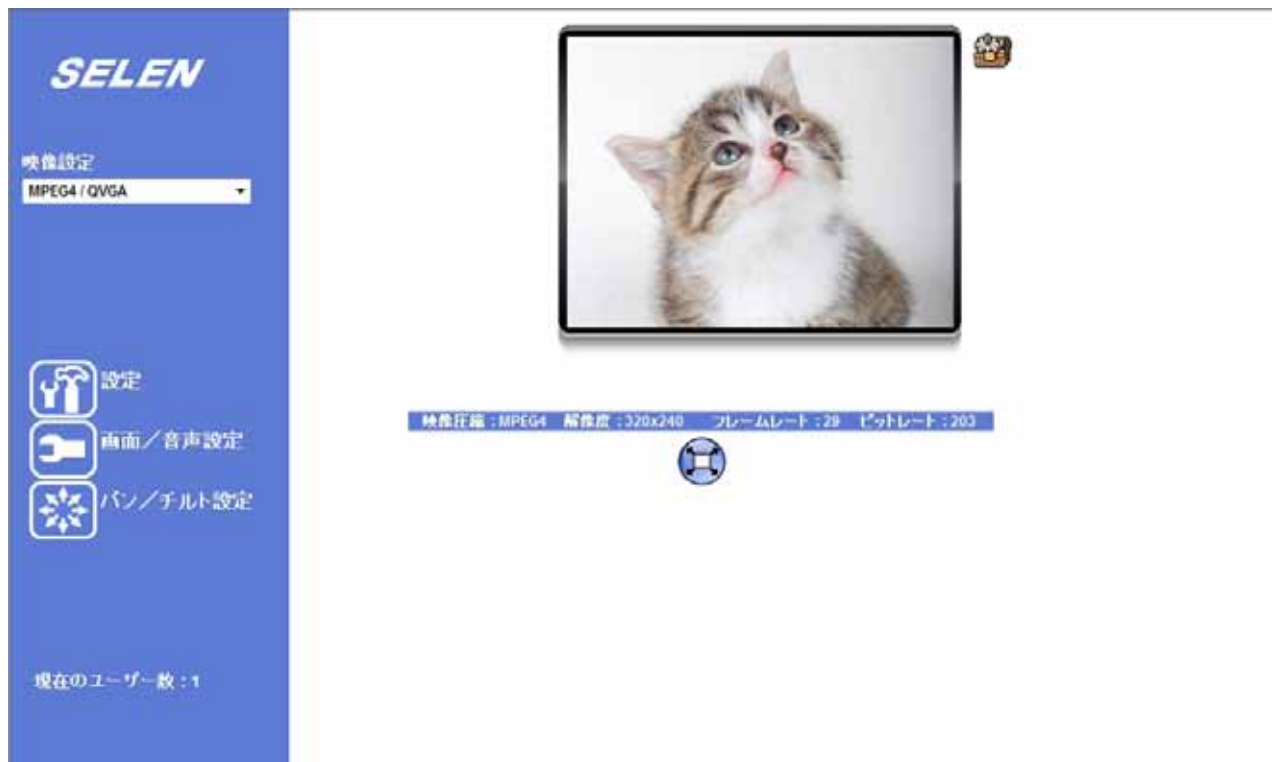 SELEN
映像設定
MPEG4 / QVGA
設定
画面／音声設定
パン／チルト設定
現在のユーザー数：1
映像圧縮：MPEG4 解像度：320x240 フレームレート：29 ビットレート：203